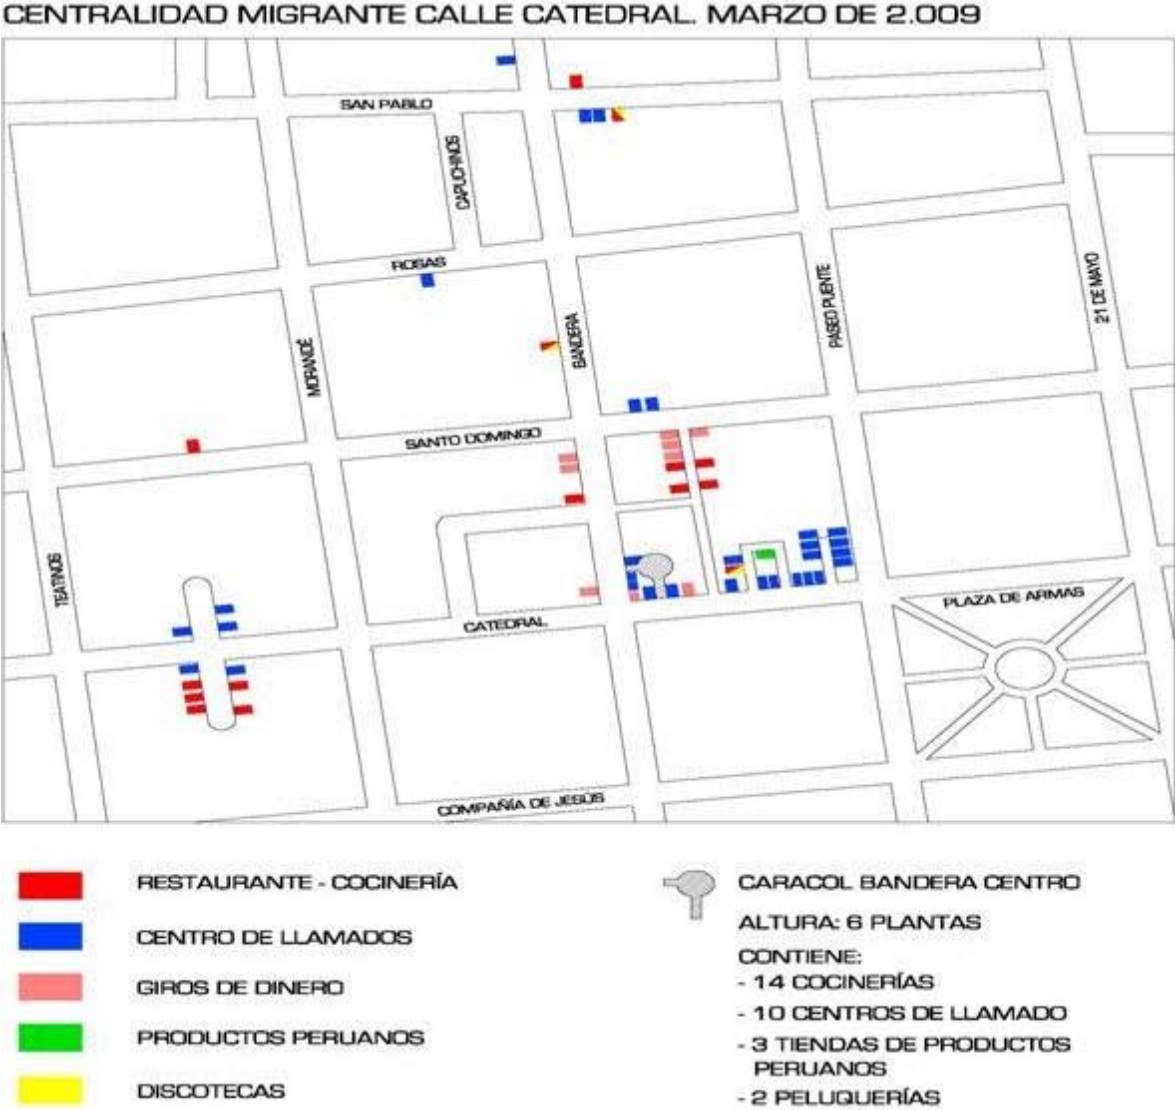 CENTRALIDAD MIGRANTE CALLE CATEDRAL. MARZO DE 2.009
SAN PABLO
CAPUCHINOS
ROSAS
MORANDÉ
BANDERA
PASEO PUENTE
21 DE MAYO
SANTO DOMINGO
TEATINOS
CATEDRAL
PLAZA DE ARMAS
COMPAÑÍA DE JESÚS
RESTAURANTE - COCINERÍA
CENTRO DE LLAMADOS
GIROS DE DINERO
PRODUCTOS PERUANOS
DISCOTECAS
CARACOL BANDERA CENTRO
ALTURA: 6 PLANTAS
CONTIENE:
- 14 COCINERÍAS
- 10 CENTROS DE LLAMADO
- 3 TIENDAS DE PRODUCTOS
PERUANOS
- 2 PELUQUERÍAS